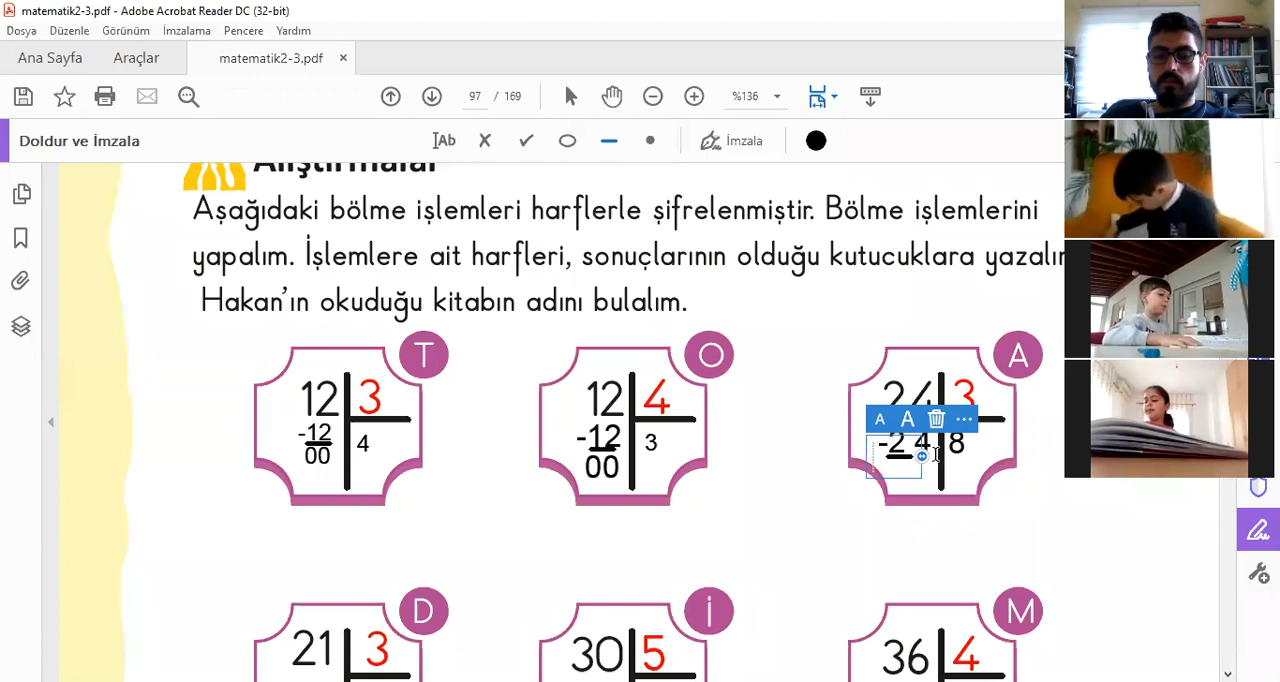 matematik2-3.pdf - Adobe Acrobat Reader DC (32-bit)
Dosya Düzenle Görünüm İmzalama Pencere Yardım
Ana Sayfa Araçlar matematik2-3.pdf ×
97 / 169 %136
Doldur ve İmzala IAb İmzala
Alıştırmalar
Aşağıdaki bölme işlemleri harflerle şifrelenmiştir. Bölme işlemlerini
yapalım. İşlemlere ait harfleri, sonuçlarının olduğu kutucuklara yazalım
Hakan'ın okuduğu kitabın adını bulalım.
T O A
12 3 12 4 24 3
A A ...
-12 4 -12 3 -24 8
00 00
D İ M
21 3 30 5 36 4